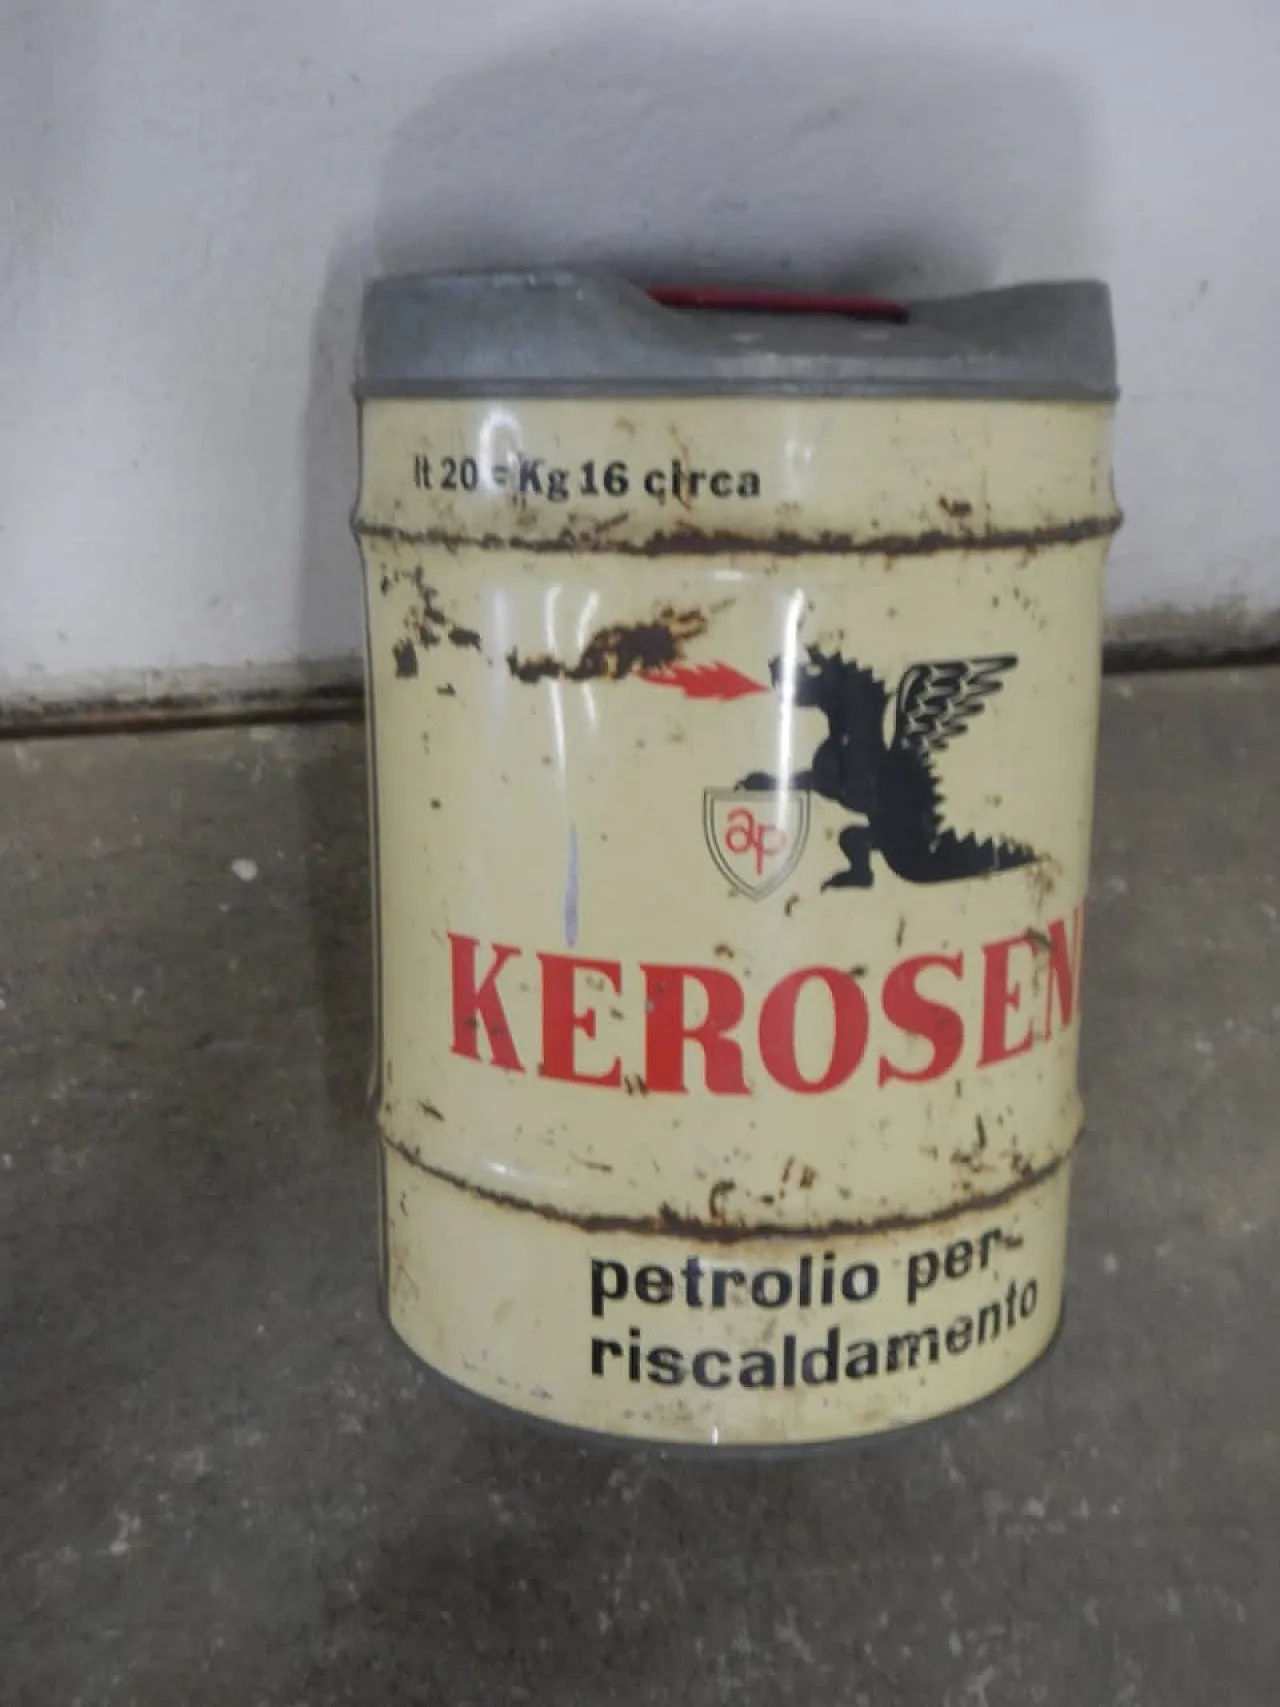 lt 20 = Kg 16 circa
ap
KEROSEN
petrolio per-
riscaldamento